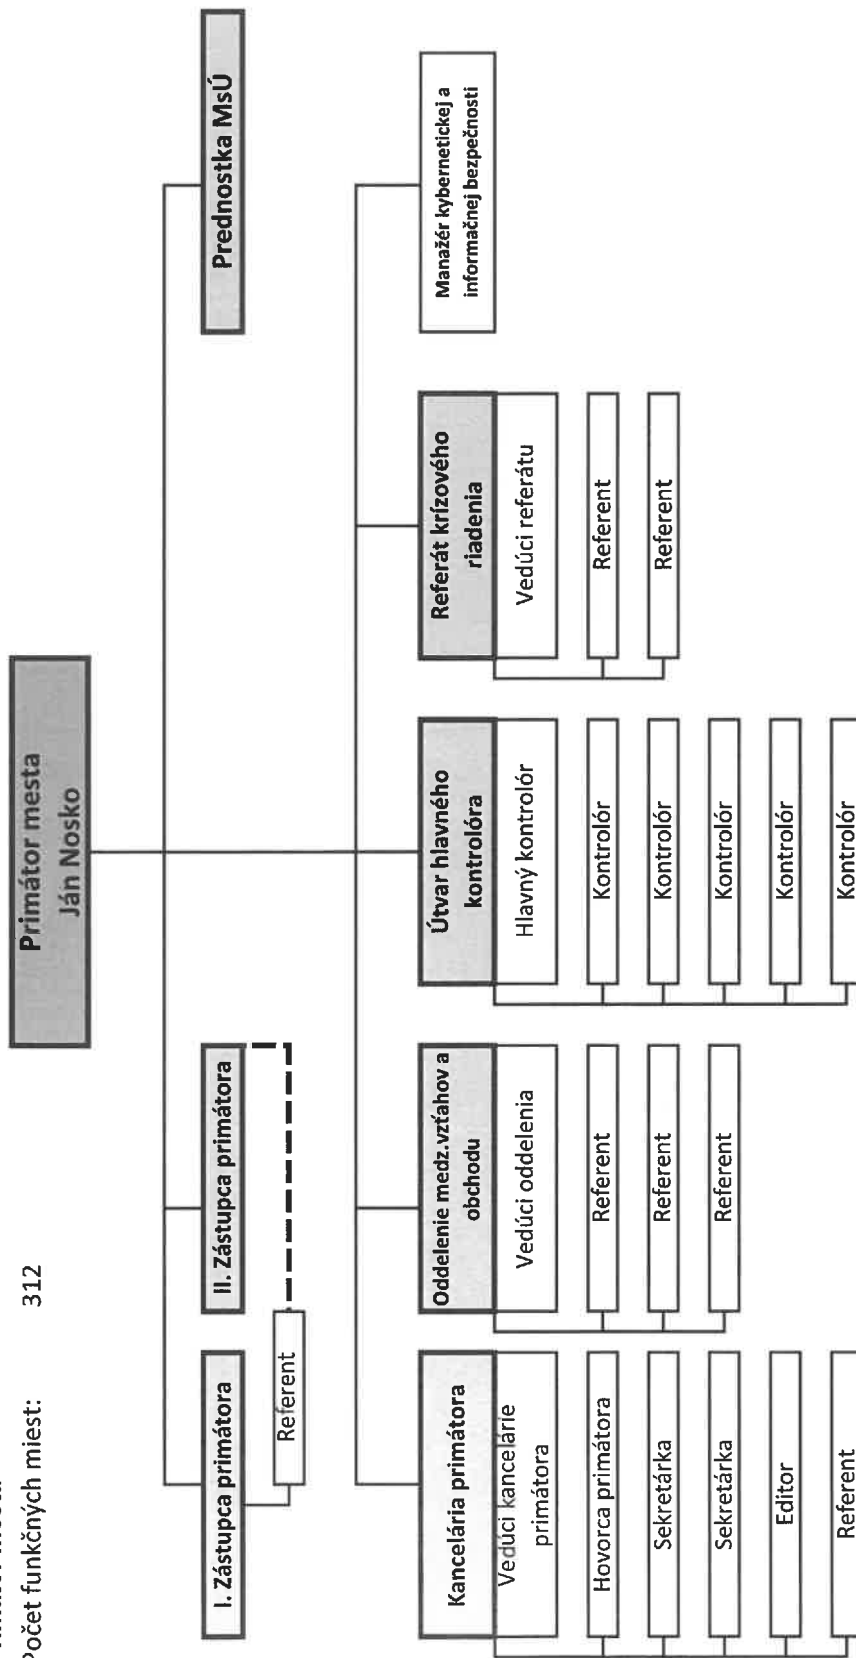 Počet funkčných miest: 312
Primátor mesta
Ján Nosko
I. Zástupca primátora
II. Zástupca primátora
Prednostka MsÚ
Referent
Kancelária primátora
Vedúci kancelárie
primátora
Hovorca primátora
Sekretárka
Sekretárka
Editor
Referent
Oddelenie medz.vzťahov a
obchodu
Vedúci oddelenia
Referent
Referent
Referent
Útvar hlavného
kontrolóra
Hlavný kontrolór
Kontrolór
Kontrolór
Kontrolór
Kontrolór
Kontrolór
Referát krízového
riadenia
Vedúci referátu
Referent
Referent
Manažér kybernetickej a
informačnej bezpečnosti